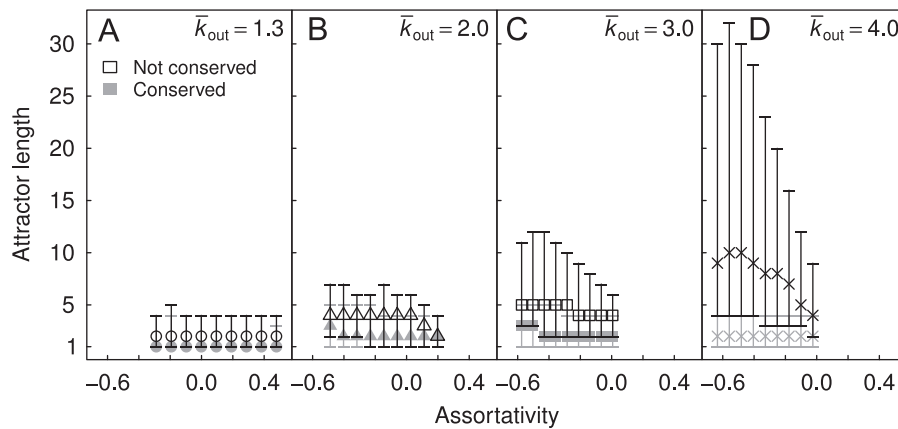 A k̅out = 1.3
B k̅out = 2.0
C k̅out = 3.0
D k̅out = 4.0
Not conserved
Conserved
Attractor length
30
25
20
15
10
5
1
−0.6 0.0 0.4
−0.6 0.0 0.4
−0.6 0.0 0.4
−0.6 0.0 0.4
Assortativity